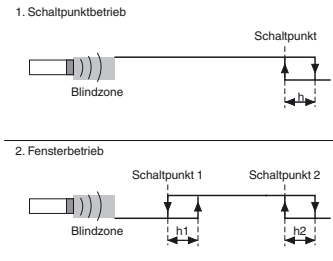 1. Schaltpunktbetrieb
Schaltpunkt
Blindzone
h
2. Fensterbetrieb
Schaltpunkt 1 Schaltpunkt 2
Blindzone
h1 h2